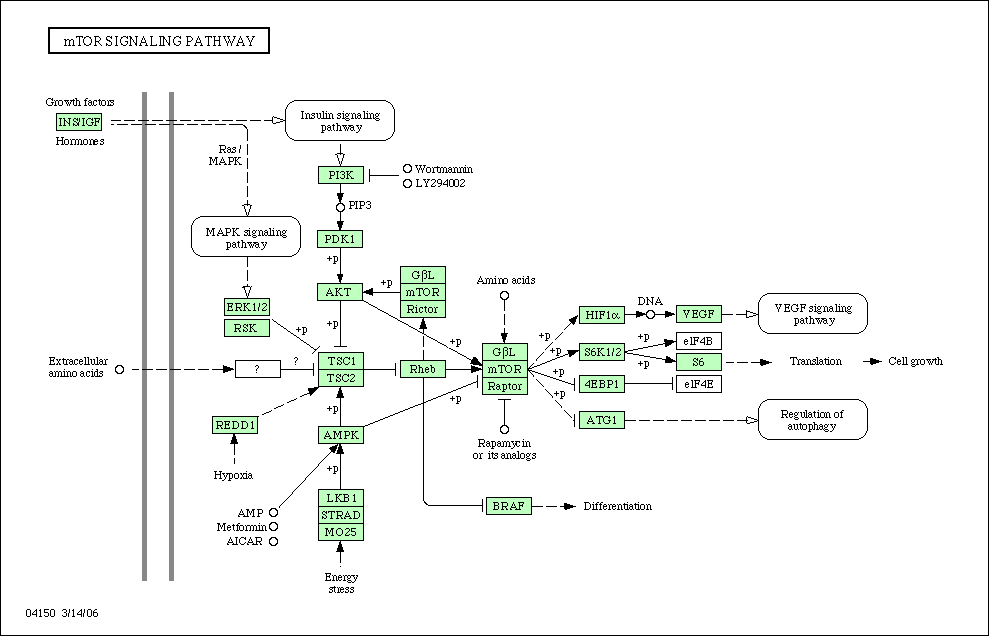 mTOR SIGNALING PATHWAY
Growth factors
INS/IGF
Hormones
Insulin signaling
pathway
Ras/
MAPK
PI3K
Wortmannin
LY294002
PIP3
MAPK signaling
pathway
PDK1
+p
AKT
+p
GβL
mTOR
Rictor
Amino acids
ERK1/2
RSK
+p
+p
+p
HIF1α
DNA
VEGF
VEGF signaling
pathway
+p
Extracellular
amino acids
?
?
TSC1
TSC2
Rheb
GβL
mTOR
Raptor
+p
S6K1/2
+p
+p
eIF4B
S6
Translation
Cell growth
+p
4EBP1
eIF4E
+p
ATG1
Regulation of
autophagy
REDD1
Hypoxia
+p
AMPK
+p
Rapamycin
or its analogs
+p
AMP
Metformin
AICAR
LKB1
STRAD
MO25
BRAF
Differentiation
Energy
stress
04150 3/14/06